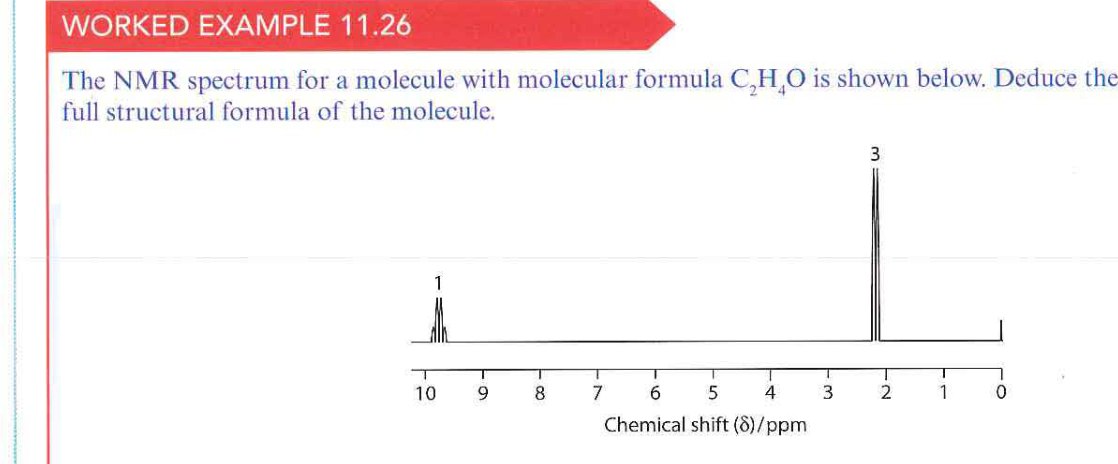 WORKED EXAMPLE 11.26
The NMR spectrum for a molecule with molecular formula C₂H₄O is shown below. Deduce the
full structural formula of the molecule.
3
1
10 9 8 7 6 5 4 3 2 1 0
Chemical shift (δ)/ppm